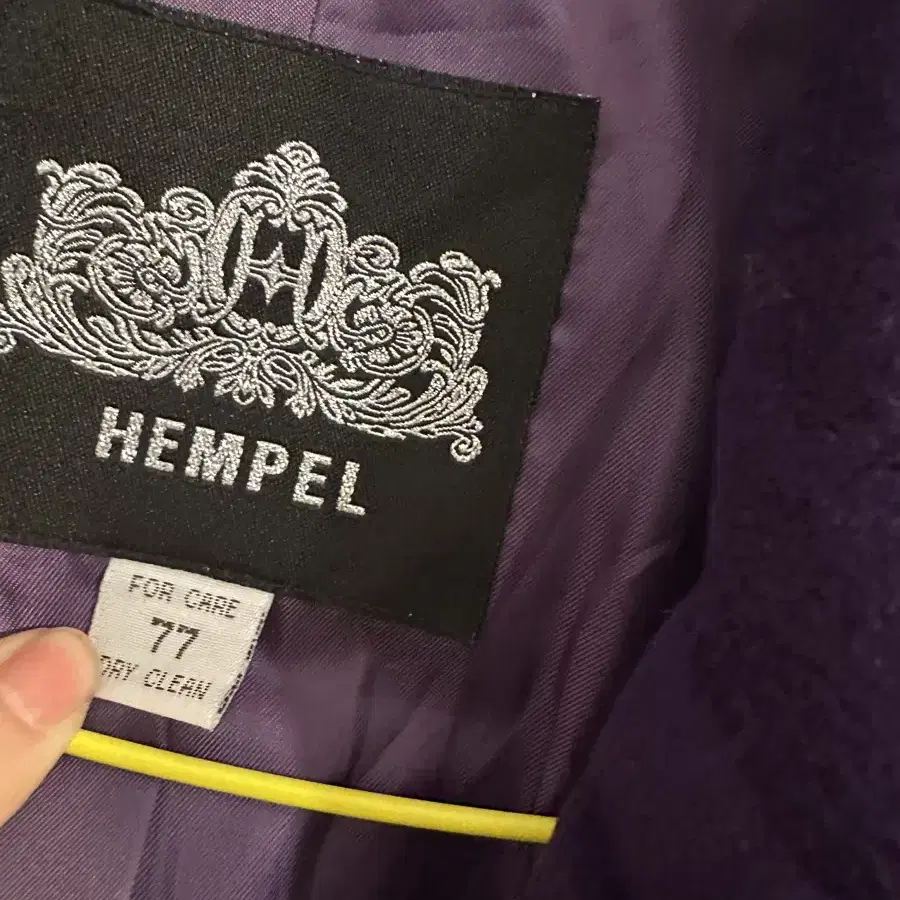 HEMPEL
FOR CARE
77
DRY CLEAN